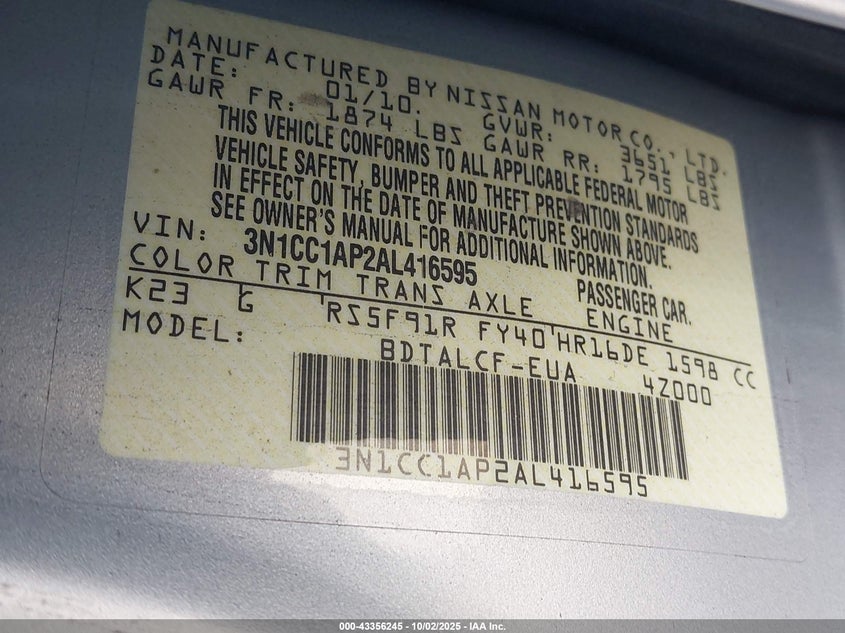 MANUFACTURED BY NISSAN MOTOR CO., LTD.
DATE: 01/10. GVWR: 3651 LBS
GAWR FR: 1874 LBS GAWR RR: 1795 LBS
THIS VEHICLE CONFORMS TO ALL APPLICABLE FEDERAL MOTOR
VEHICLE SAFETY, BUMPER AND THEFT PREVENTION STANDARDS
IN EFFECT ON THE DATE OF MANUFACTURE SHOWN ABOVE.
SEE OWNER'S MANUAL FOR ADDITIONAL INFORMATION.
VIN: 3N1CC1AP2AL416595 PASSENGER CAR.
COLOR TRIM TRANS AXLE ENGINE
K23 G RS5F91R FY40 HR16DE 1598 CC
MODEL: BDTALCF-EUA 4Z000
3N1CC1AP2AL416595
000-43356245 - 10/02/2025 - IAA Inc.